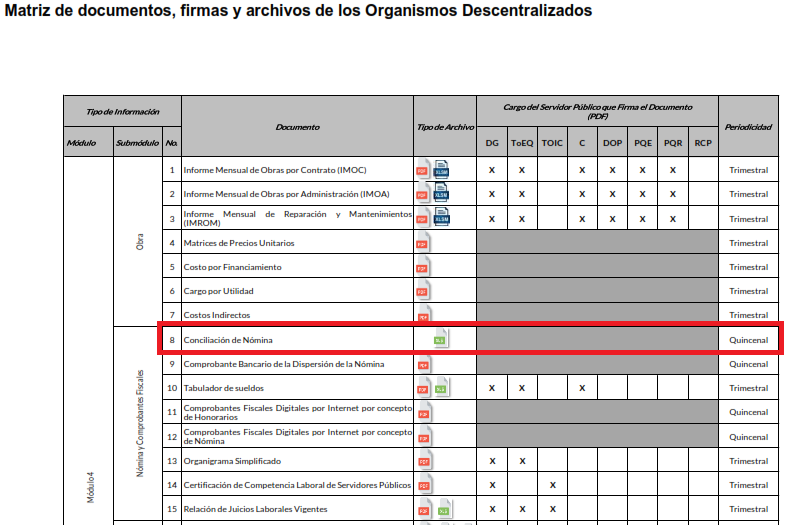 Matriz de documentos, firmas y archivos de los Organismos Descentralizados
Tipo de Información
Documento
Tipo de Archivo
Cargo del Servidor Público que Firma el Documento
(PDF)
Periodicidad
Módulo Submódulo No.
DG ToEQ TOIC C DOP PQE PQR RCP
Módulo 4
Obra
1 Informe Mensual de Obras por Contrato (IMOC) PDF XLSM X X X X X X Trimestral
2 Informe Mensual de Obras por Administración (IMOA) PDF XLSM X X X X X X Trimestral
3 Informe Mensual de Reparación y Mantenimientos
(IMROM) PDF XLSM X X X X X X Trimestral
4 Matrices de Precios Unitarios PDF Trimestral
5 Costo por Financiamiento PDF Trimestral
6 Cargo por Utilidad PDF Trimestral
7 Costos Indirectos PDF Trimestral
Nómina y Comprobantes Fiscales
8 Conciliación de Nómina XLS Quincenal
9 Comprobante Bancario de la Dispersión de la Nómina PDF Quincenal
10 Tabulador de sueldos PDF XLS X X X Trimestral
11 Comprobantes Fiscales Digitales por Internet por concepto
de Honorarios PDF Quincenal
12 Comprobantes Fiscales Digitales por Internet por concepto
de Nómina PDF Quincenal
13 Organigrama Simplificado PDF X X Trimestral
14 Certificación de Competencia Laboral de Servidores Públicos PDF X X Trimestral
15 Relación de Juicios Laborales Vigentes PDF XLS X X X Trimestral